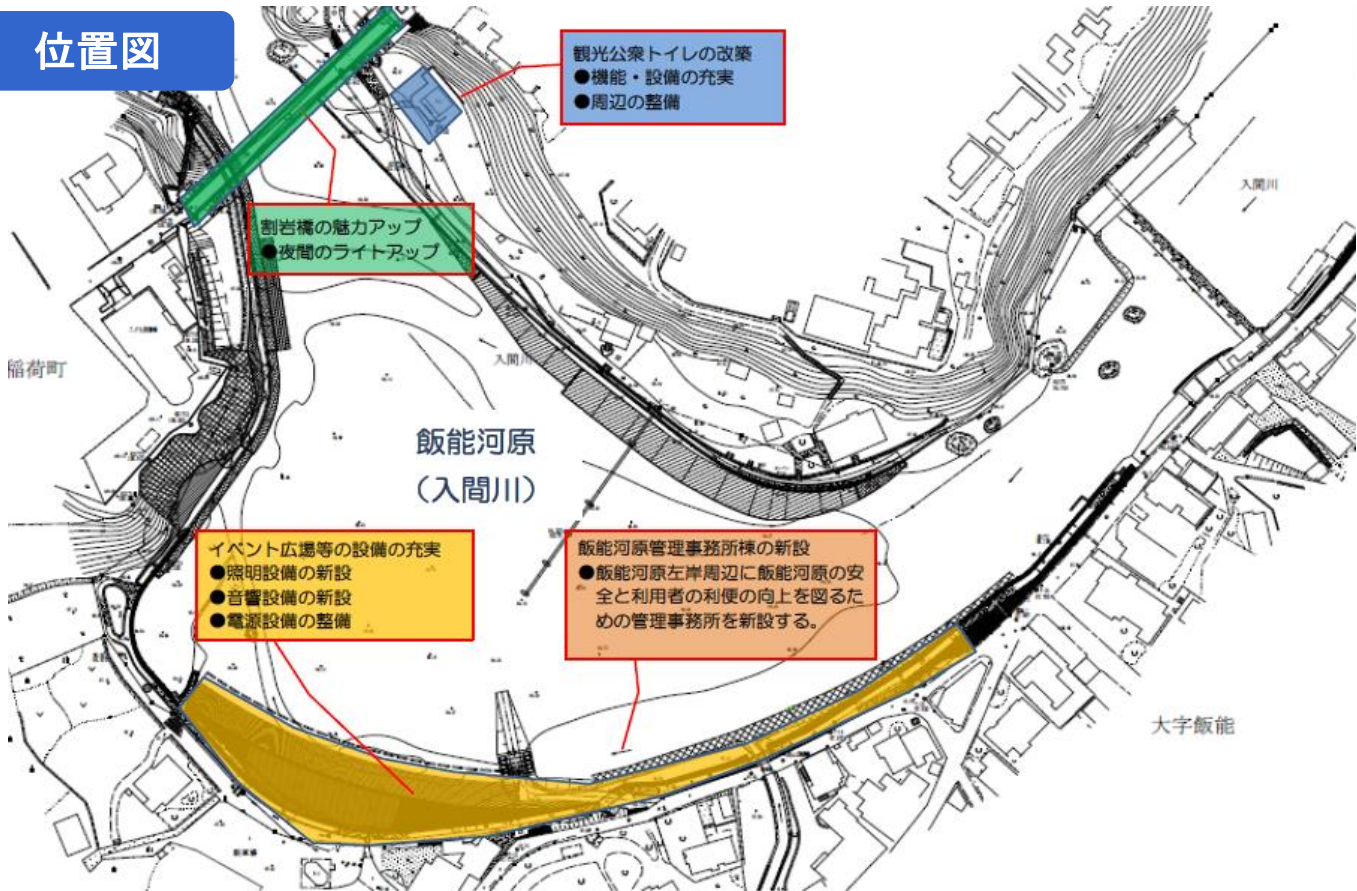 位置図
観光公衆トイレの改築
●機能・設備の充実
●周辺の整備
入間川
割岩橋の魅力アップ
●夜間のライトアップ
稲荷町
入間川
飯能河原
（入間川）
イベント広場等の設備の充実
●照明設備の新設
●音響設備の新設
●電源設備の整備
飯能河原管理事務所棟の新設
●飯能河原左岸周辺に飯能河原の安
全と利用者の利便の向上を図るた
めの管理事務所を新設する。
大字飯能